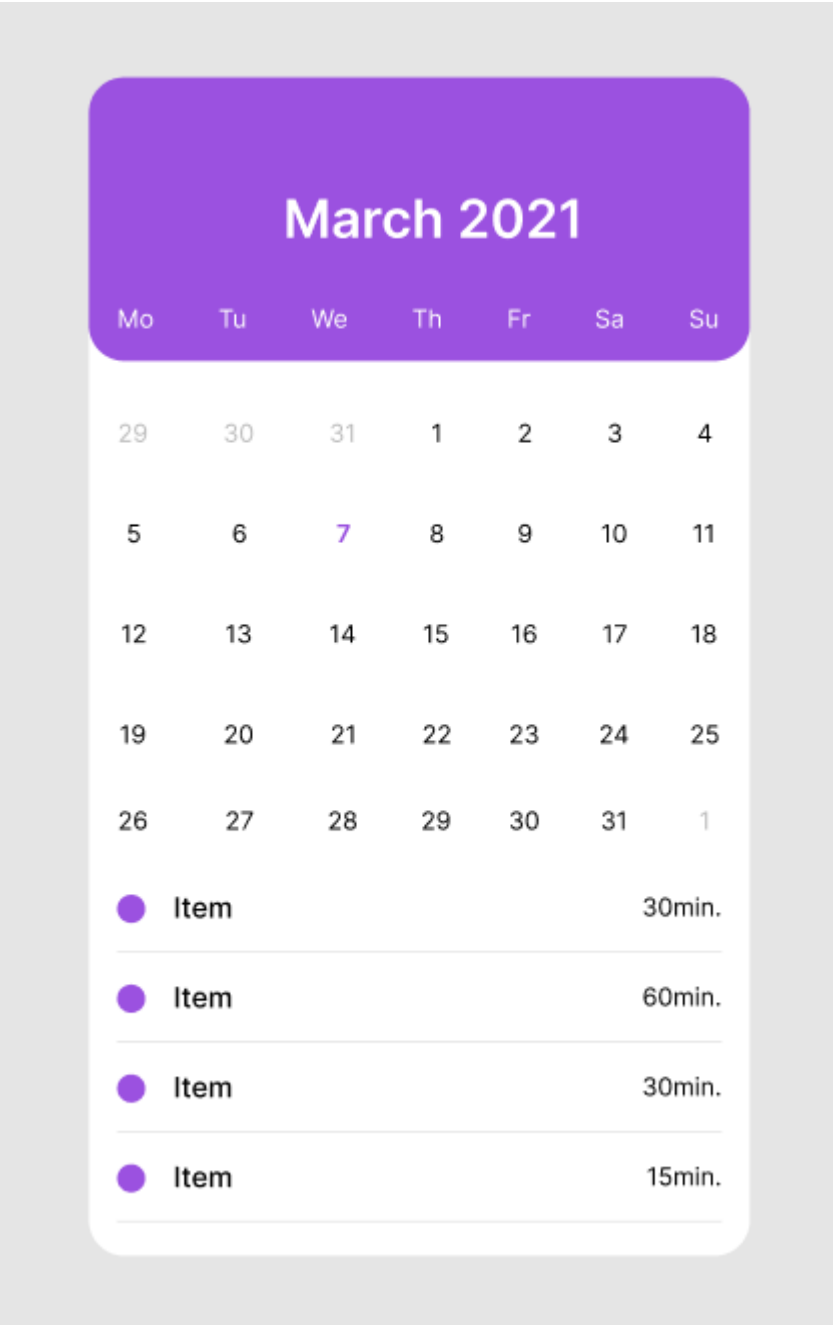 March 2021
Mo Tu We Th Fr Sa Su
29 30 31 1 2 3 4
5 6 7 8 9 10 11
12 13 14 15 16 17 18
19 20 21 22 23 24 25
26 27 28 29 30 31 1
Item 30min.
Item 60min.
Item 30min.
Item 15min.